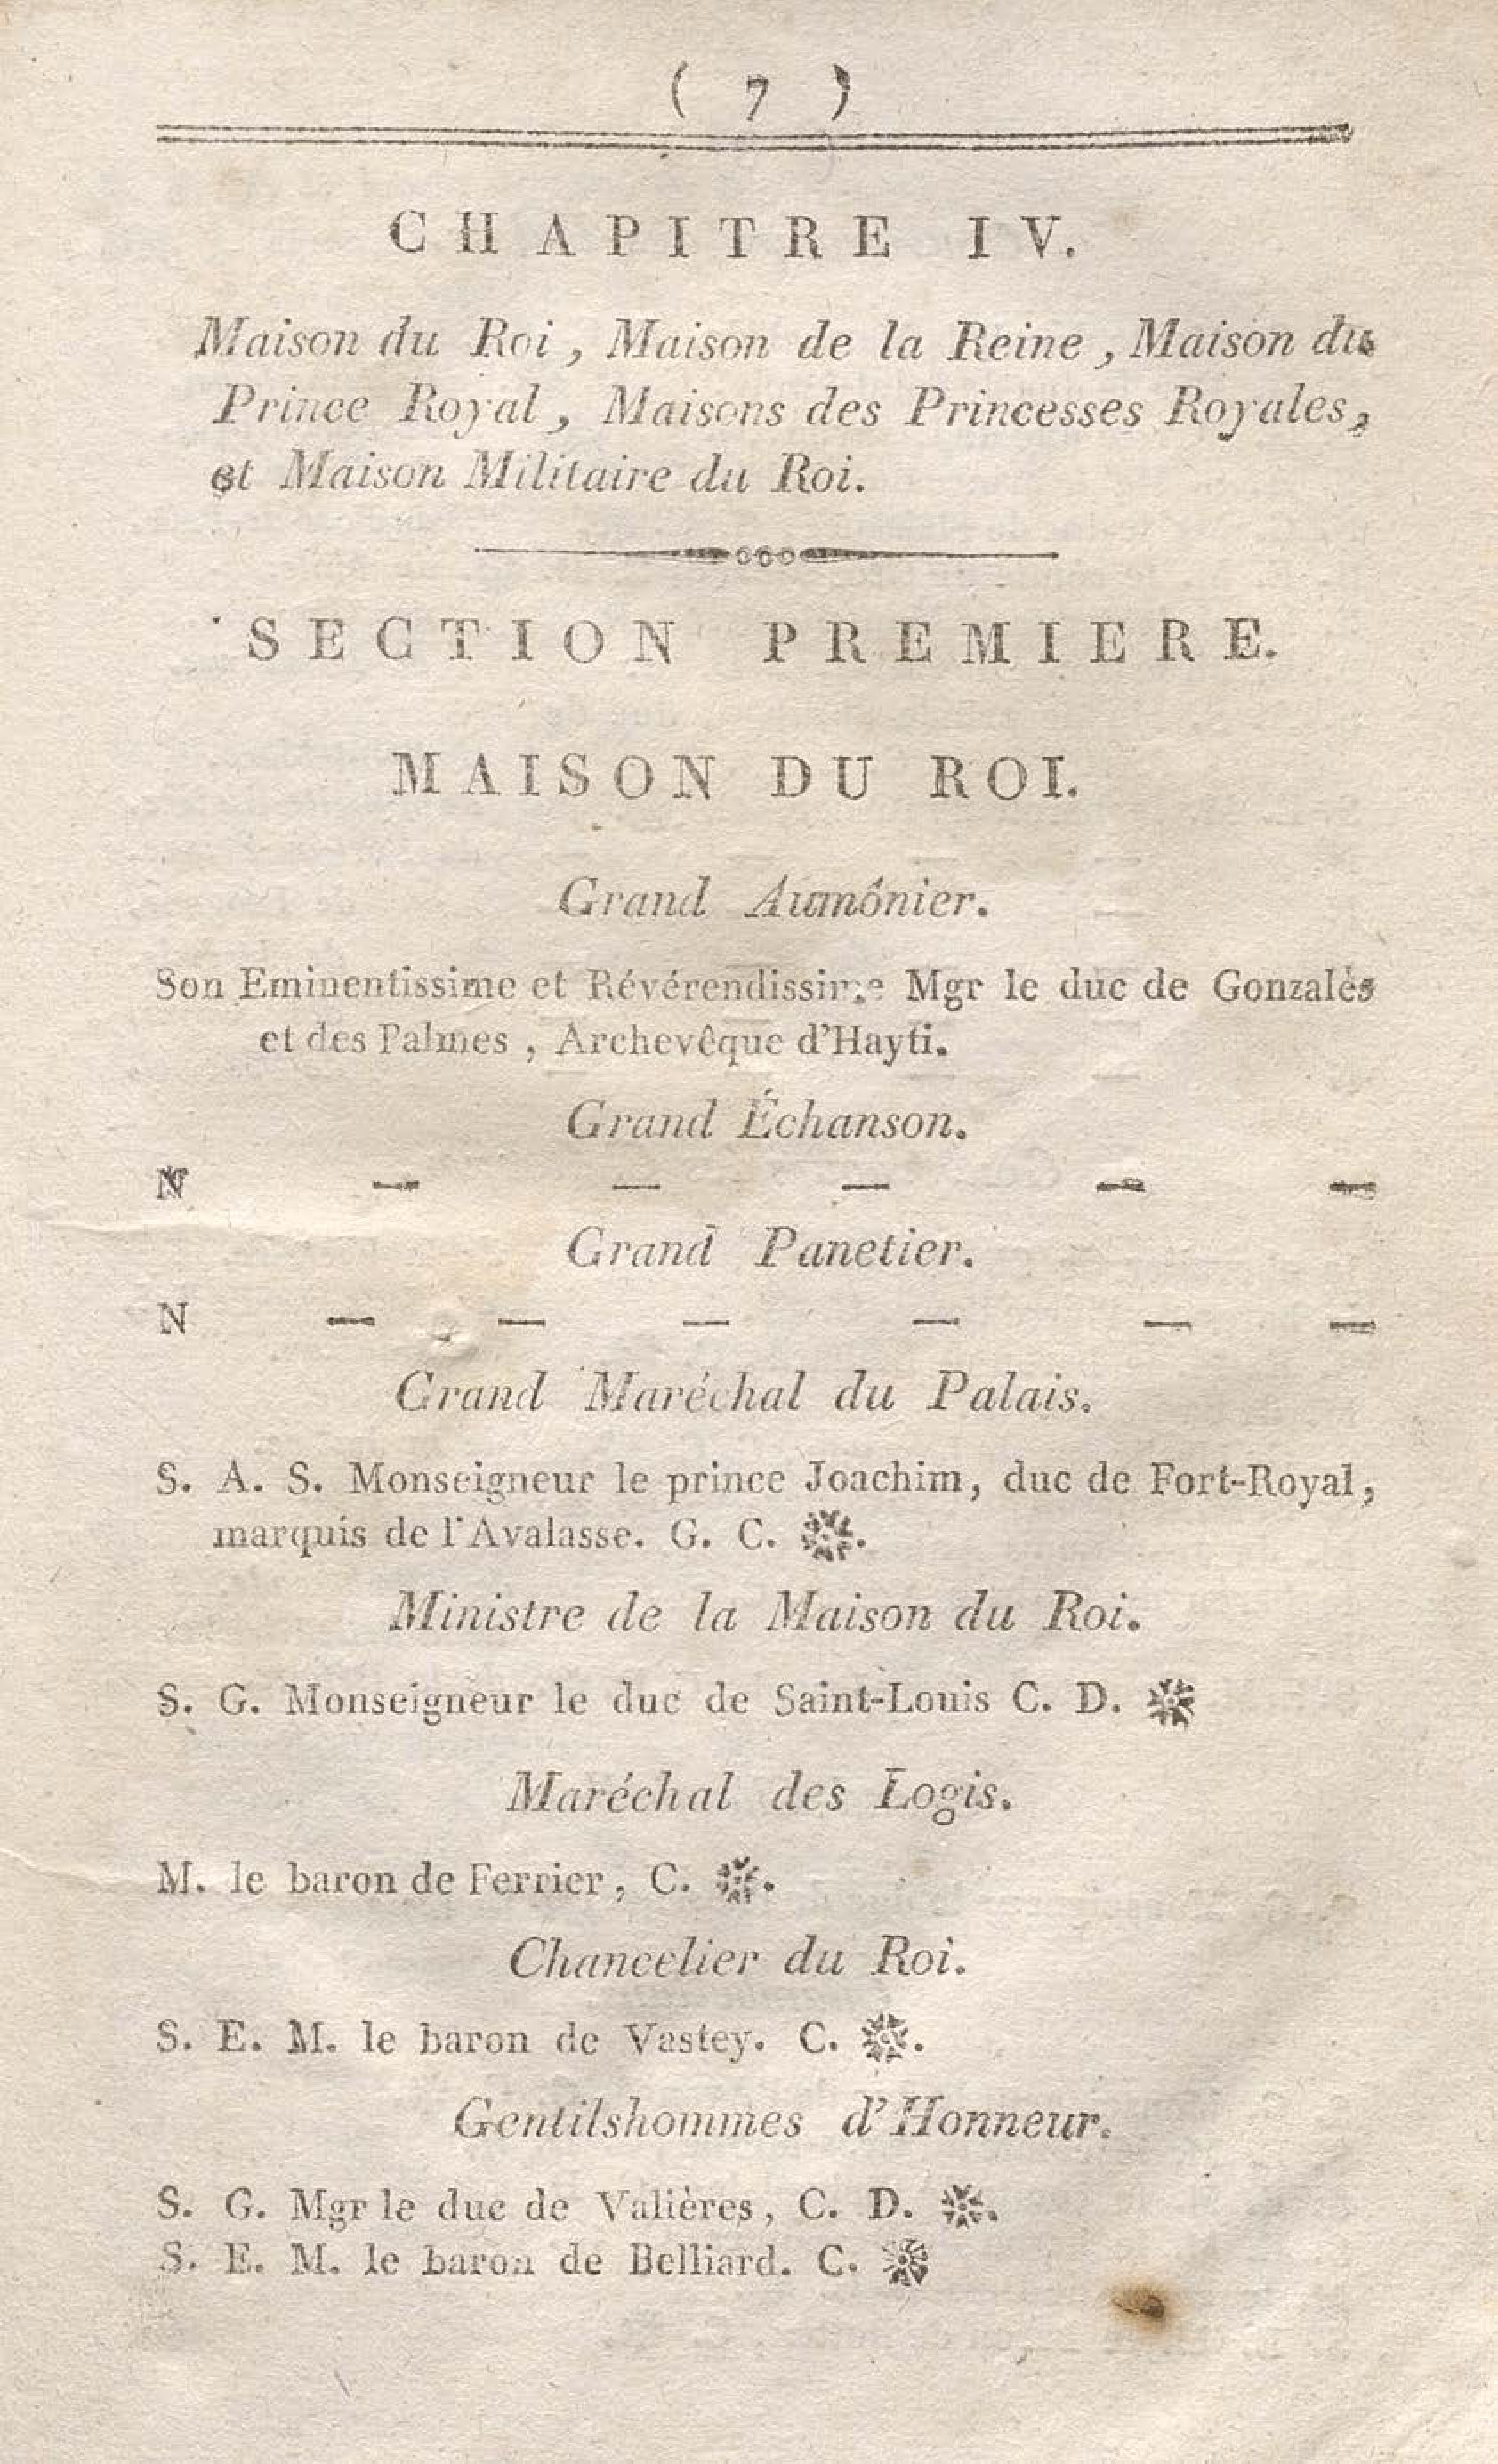 ( 7 )
CHAPITRE IV.
Maison du Roi, Maison de la Reine, Maison du
Prince Royal, Maisons des Princesses Royales,
et Maison Militaire du Roi.
SECTION PREMIERE.
MAISON DU ROI.
Grand Aumônier.
Son Eminentissime et Révérendissime Mgr le duc de Gonzalès
et des Palmes, Archevêque d'Hayti.
Grand Échanson.
N — — — — —
Grand Panetier.
N — — — — — —
Grand Maréchal du Palais.
S. A. S. Monseigneur le prince Joachim, duc de Fort-Royal,
marquis de l'Avalasse. G. C. ✼.
Ministre de la Maison du Roi.
S. G. Monseigneur le duc de Saint-Louis C. D. ✼
Maréchal des Logis.
M. le baron de Ferrier, C. ✼.
Chancelier du Roi.
S. E. M. le baron de Vastey. C. ✼.
Gentilshommes d'Honneur.
S. G. Mgr le duc de Valières, C. D. ✼.
S. E. M. le baron de Belliard. C. ✼